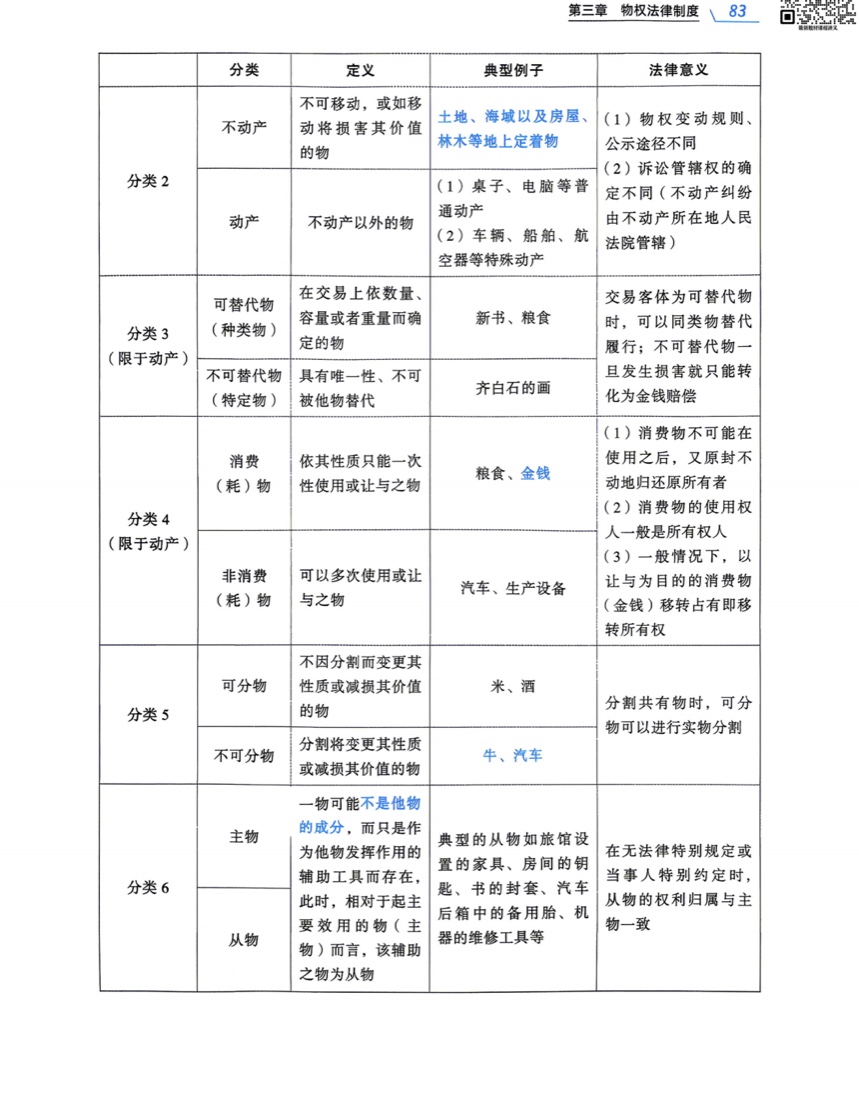 第三章 物权法律制度 83
扫描教材课程讲义
分类 定义 典型例子 法律意义
分类 2
不动产
不可移动，或如移
动将损害其价值
的物
土地、海域以及房屋、
林木等地上定着物
动产
不动产以外的物
（1）桌子、电脑等普
通动产
（2）车辆、船舶、航
空器等特殊动产
（1）物权变动规则、
公示途径不同
（2）诉讼管辖权的确
定不同（不动产纠纷
由不动产所在地人民
法院管辖）
分类 3
（限于动产）
可替代物
（种类物）
在交易上依数量、
容量或者重量而确
定的物
新书、粮食
不可替代物
（特定物）
具有唯一性、不可
被他物替代
齐白石的画
交易客体为可替代物
时，可以同类物替代
履行；不可替代物一
旦发生损害就只能转
化为金钱赔偿
分类 4
（限于动产）
消费
（耗）物
依其性质只能一次
性使用或让与之物
粮食、金钱
非消费
（耗）物
可以多次使用或让
与之物
汽车、生产设备
（1）消费物不可能在
使用之后，又原封不
动地归还原所有者
（2）消费物的使用权
人一般是所有权人
（3）一般情况下，以
让与为目的的消费物
（金钱）移转占有即移
转所有权
分类 5
可分物
不因分割而变更其
性质或减损其价值
的物
米、酒
不可分物
分割将变更其性质
或减损其价值的物
牛、汽车
分割共有物时，可分
物可以进行实物分割
分类 6
主物
从物
一物可能不是他物
的成分，而只是作
为他物发挥作用的
辅助工具而存在，
此时，相对于起主
要效用的物（主
物）而言，该辅助
之物为从物
典型的从物如旅馆设
置的家具、房间的钥
匙、书的封套、汽车
后箱中的备用胎、机
器的维修工具等
在无法律特别规定或
当事人特别约定时，
从物的权利归属与主
物一致